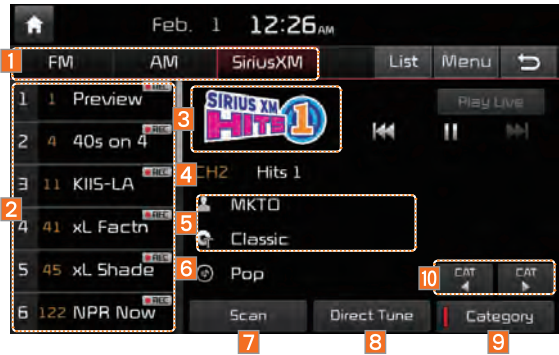 Feb. 1 12:26AM
1 FM AM SiriusXM List Menu
1 1 Preview REC
2 4 40s on 4 REC
3 11 KIIS-LA REC
4 41 xL Factn REC
5 45 xL Shade REC
6 122 NPR Now REC
2
3 SIRIUS XM HITS 1
Play Live
4 CH2 Hits 1
5 MKTO
Classic
6 Pop
10 CAT CAT
Scan Direct Tune Category
7 8 9